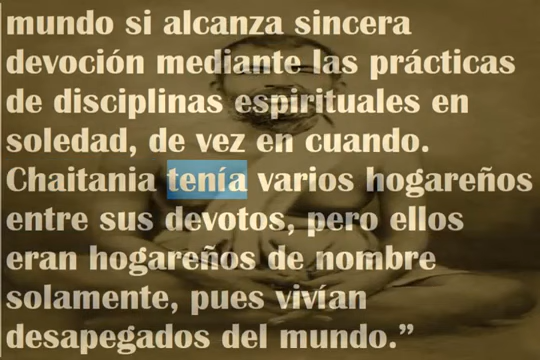 mundo si alcanza sincera
devoción mediante las prácticas
de disciplinas espirituales en
soledad, de vez en cuando.
Chaitania tenía varios hogareños
entre sus devotos, pero ellos
eran hogareños de nombre
solamente, pues vivían
desapegados del mundo.”